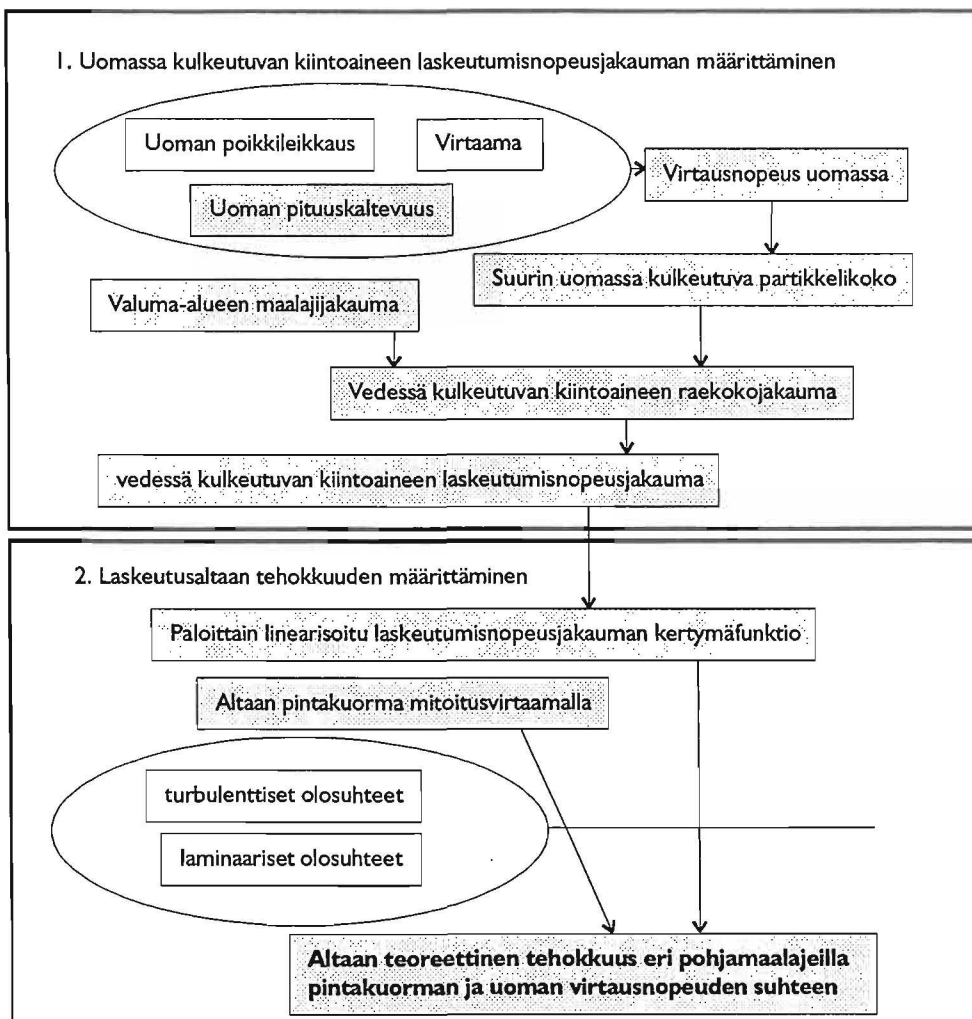 1. Uomassa kulkeutuvan kiintoaineen laskeutumisnopeusjakauman määrittäminen
Uoman poikkileikkaus
Virtaama
Uoman pituuskaltevuus
Virtausnopeus uomassa
Suurin uomassa kulkeutuva partikkelikoko
Valuma-alueen maalajijakauma
Vedessä kulkeutuvan kiintoaineen raekokojakauma
vedessä kulkeutuvan kiintoaineen laskeutumisnopeusjakauma
2. Laskeutusaltaan tehokkuuden määrittäminen
Paloittain linearisoitu laskeutumisnopeusjakauman kertymäfunktio
Altaan pintakuorma mitoitusvirtaamalla
turbulenttiset olosuhteet
laminaariset olosuhteet
Altaan teoreettinen tehokkuus eri pohjamaalajeilla
pintakuorman ja uoman virtausnopeuden suhteen